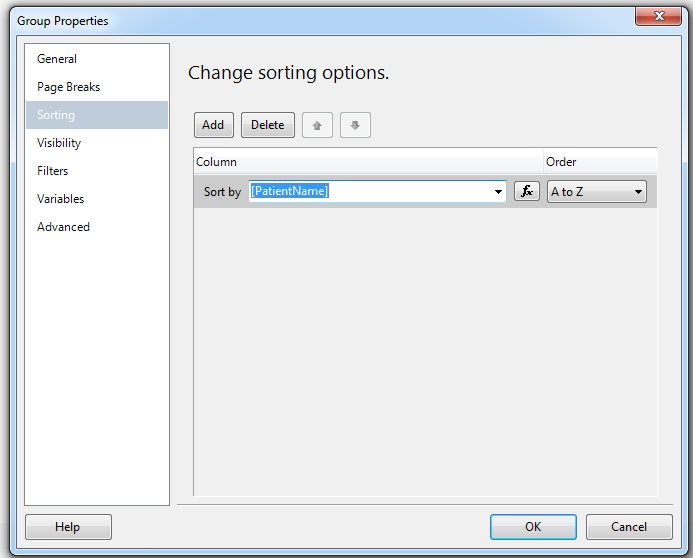 Group Properties
General
Page Breaks
Sorting
Visibility
Filters
Variables
Advanced
Change sorting options.
Add Delete
Column Order
Sort by [PatientName] fx A to Z
Help OK Cancel